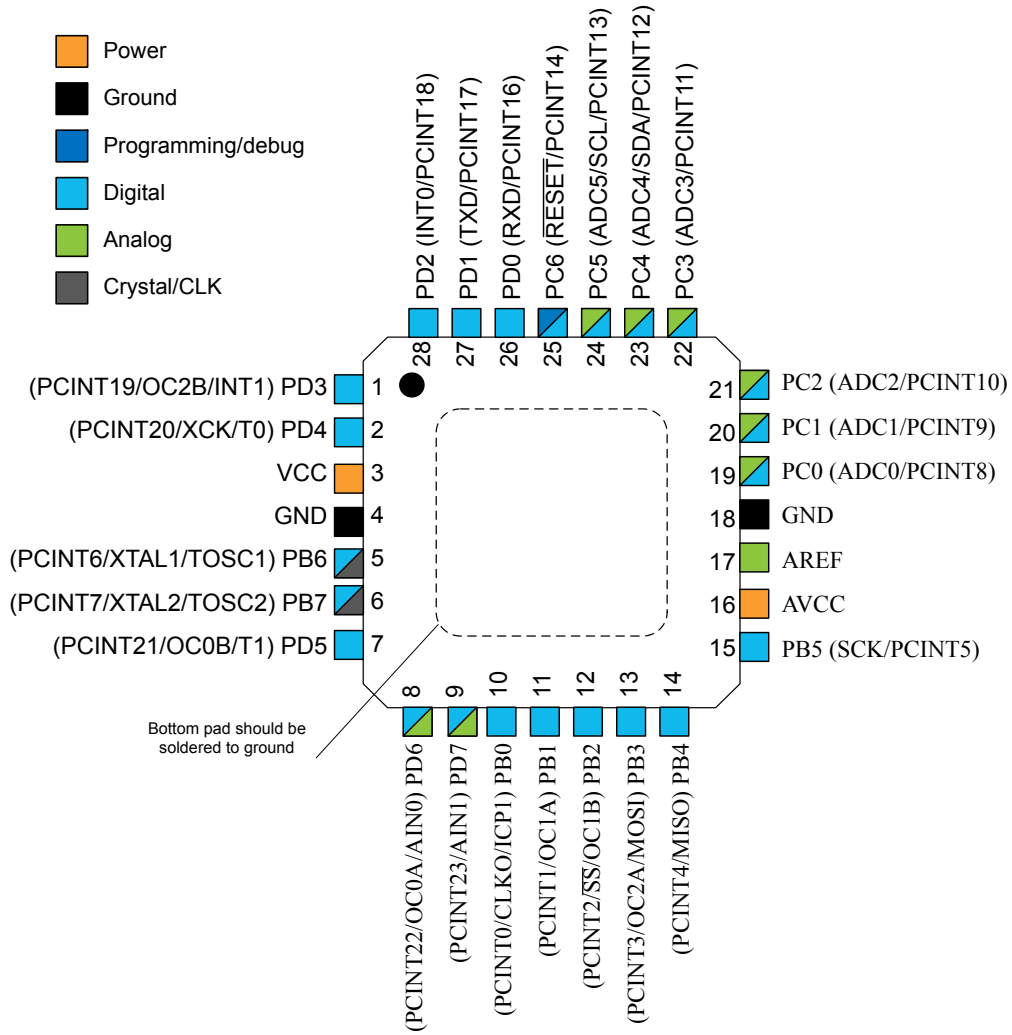 Power
Ground
Programming/debug
Digital
Analog
Crystal/CLK
PD2 (INT0/PCINT18)
PD1 (TXD/PCINT17)
PD0 (RXD/PCINT16)
PC6 (RESET/PCINT14)
PC5 (ADC5/SCL/PCINT13)
PC4 (ADC4/SDA/PCINT12)
PC3 (ADC3/PCINT11)
28
27
26
25
24
23
22
(PCINT19/OC2B/INT1) PD3
1
(PCINT20/XCK/T0) PD4
2
VCC
3
GND
4
(PCINT6/XTAL1/TOSC1) PB6
5
(PCINT7/XTAL2/TOSC2) PB7
6
(PCINT21/OC0B/T1) PD5
7
21
PC2 (ADC2/PCINT10)
20
PC1 (ADC1/PCINT9)
19
PC0 (ADC0/PCINT8)
18
GND
17
AREF
16
AVCC
15
PB5 (SCK/PCINT5)
8
9
10
11
12
13
14
Bottom pad should be
soldered to ground
(PCINT22/OC0A/AIN0) PD6
(PCINT23/AIN1) PD7
(PCINT0/CLKO/ICP1) PB0
(PCINT1/OC1A) PB1
(PCINT2/SS/OC1B) PB2
(PCINT3/OC2A/MOSI) PB3
(PCINT4/MISO) PB4